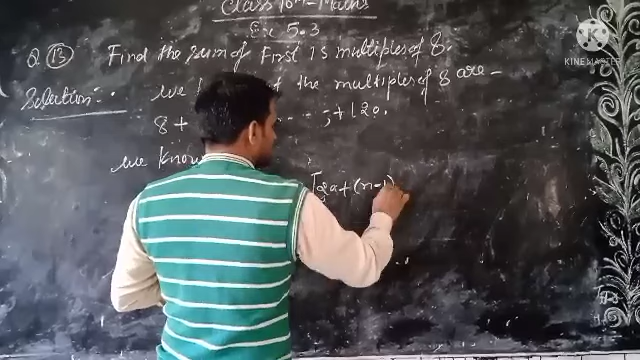 Class 10th - Maths
Ex 5.3
Q. 13 Find the sum of First 15 multiples of 8.
Solution:- we the multiples of 8 are -
8 + + 120.
we know
[2a + (n-1)
KINEMASTER